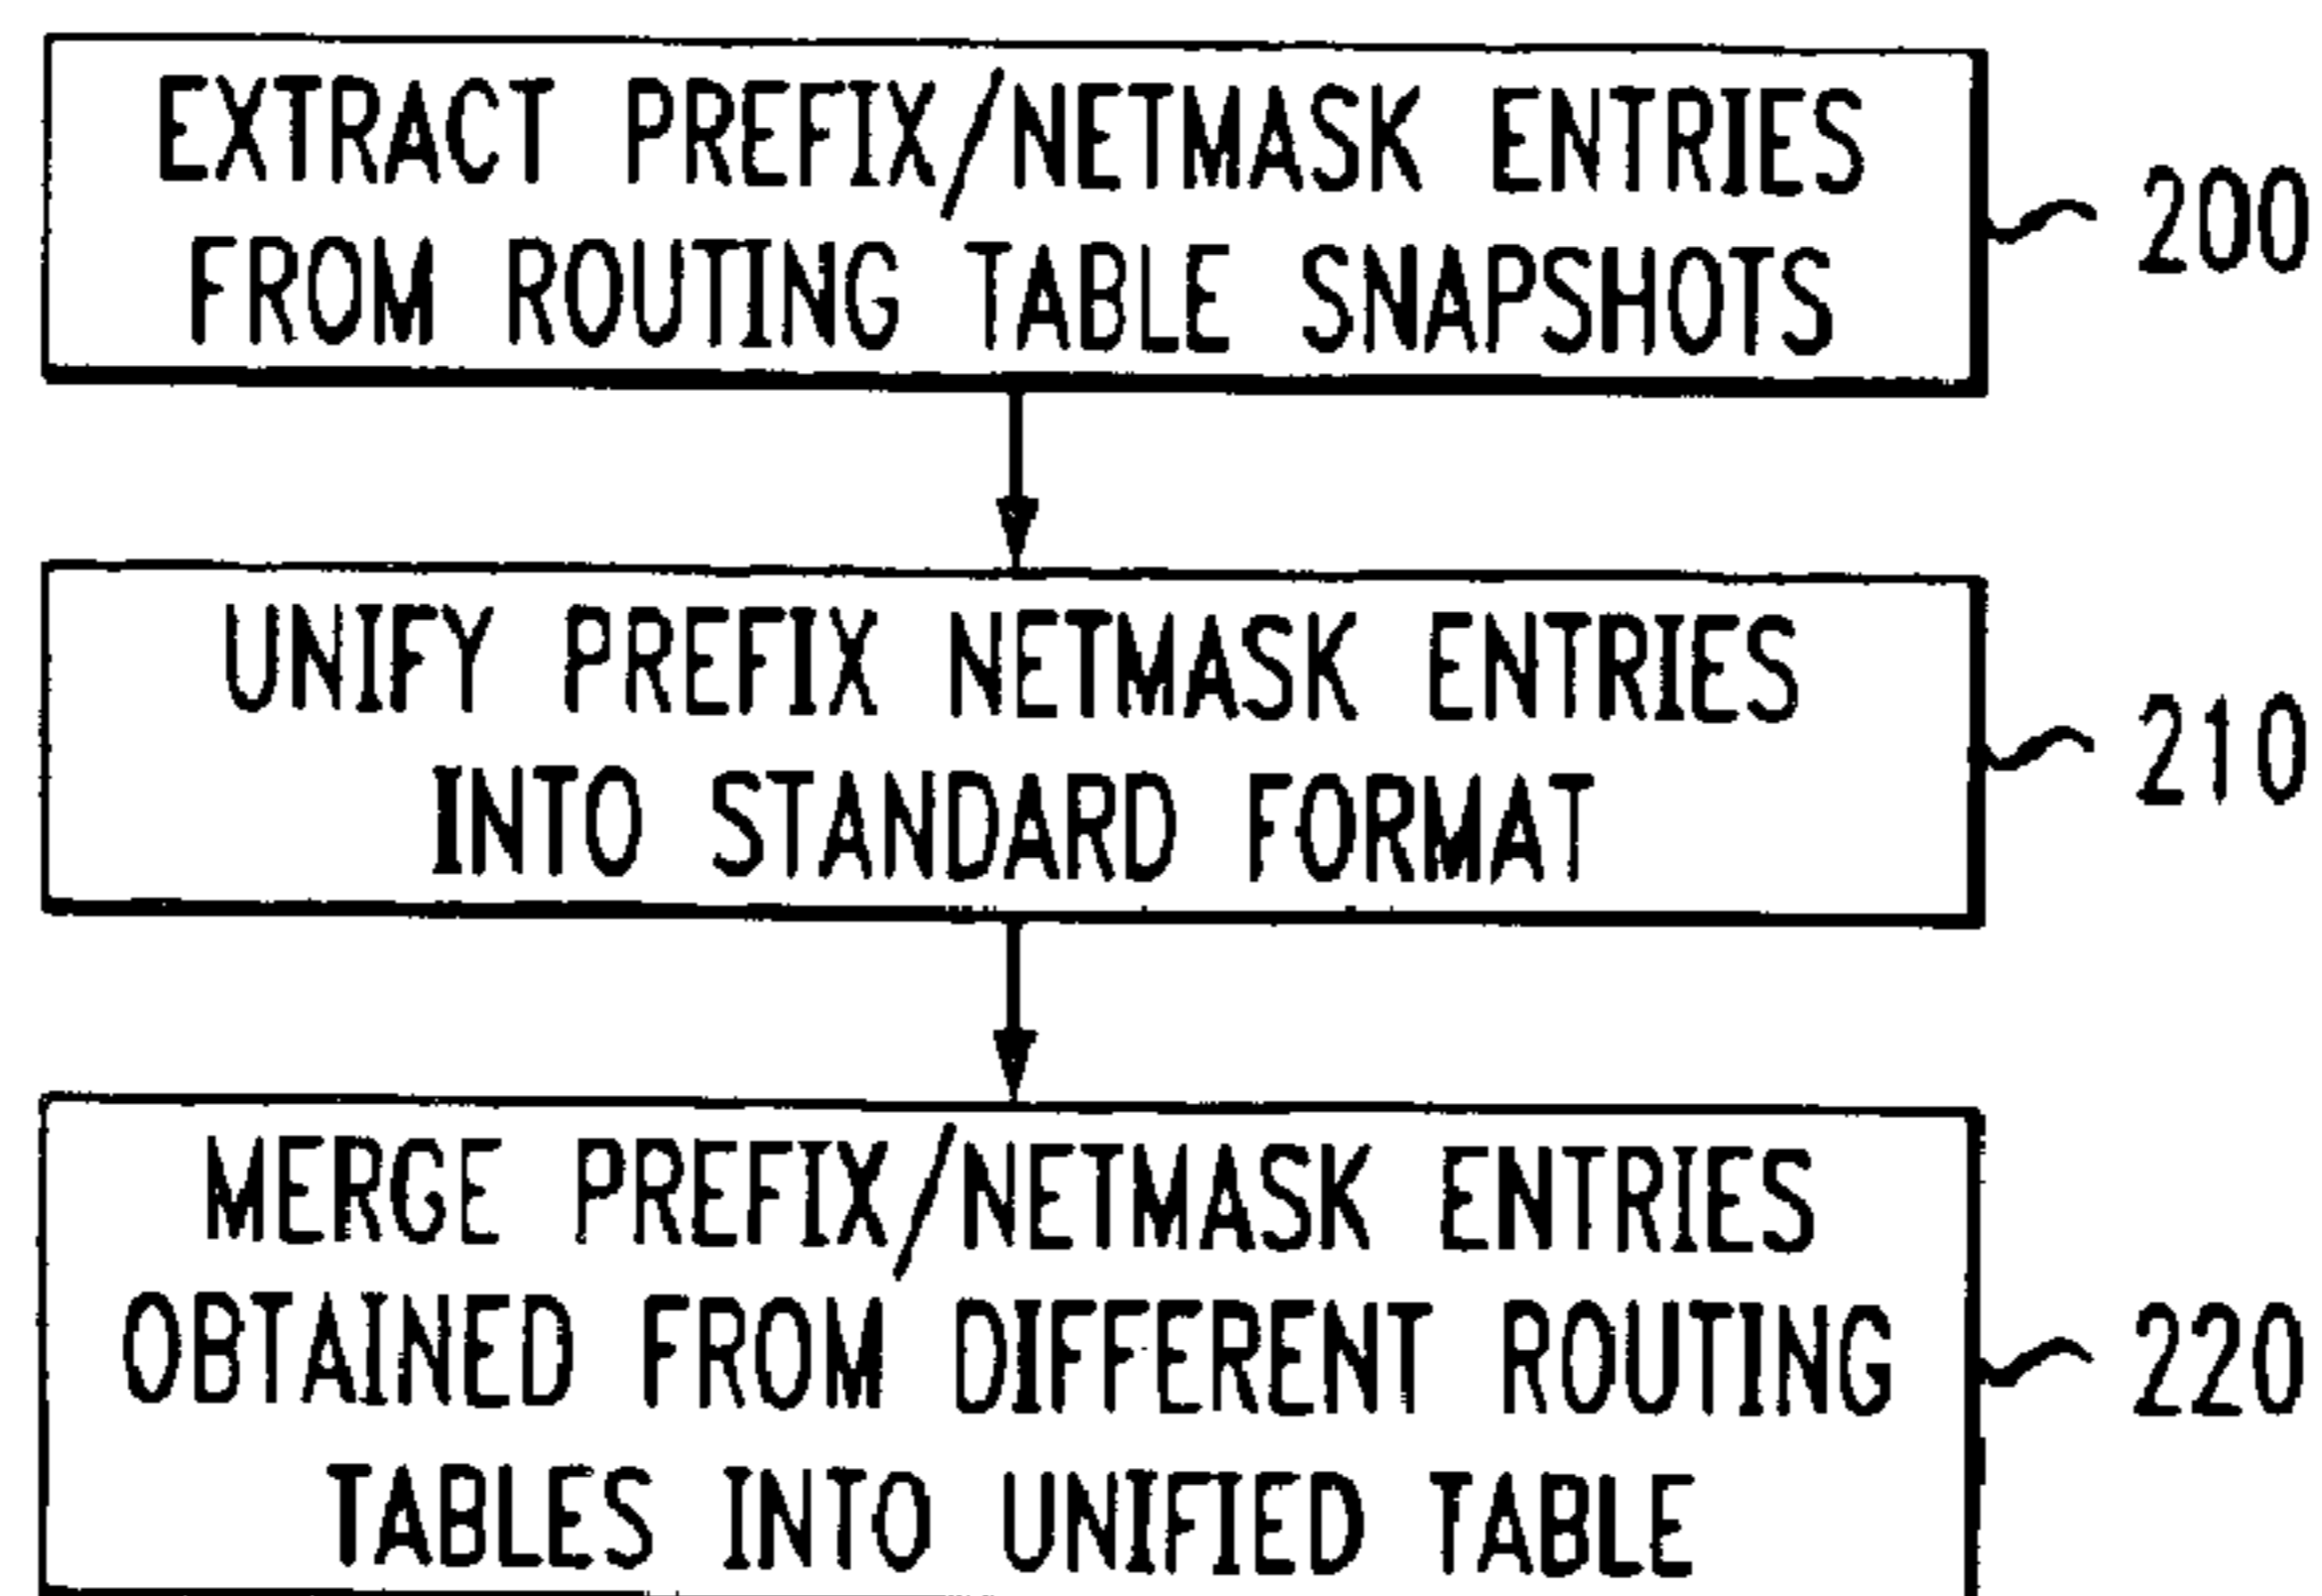 EXTRACT PREFIX/NETMASK ENTRIES
FROM ROUTING TABLE SNAPSHOTS
200
UNIFY PREFIX NETMASK ENTRIES
INTO STANDARD FORMAT
210
MERGE PREFIX/NETMASK ENTRIES
OBTAINED FROM DIFFERENT ROUTING
TABLES INTO UNIFIED TABLE
220